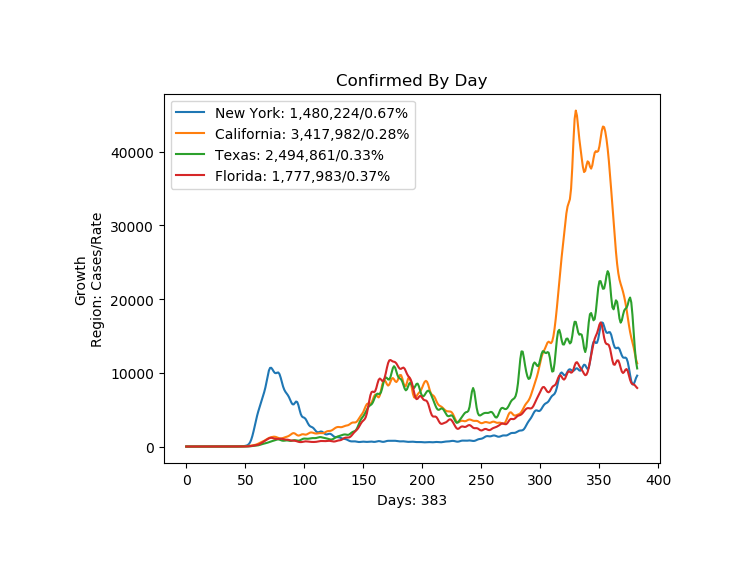 Confirmed By Day
New York: 1,480,224/0.67%
California: 3,417,982/0.28%
Texas: 2,494,861/0.33%
Florida: 1,777,983/0.37%
Growth
Region: Cases/Rate
40000
30000
20000
10000
0
0 50 100 150 200 250 300 350 400
Days: 383